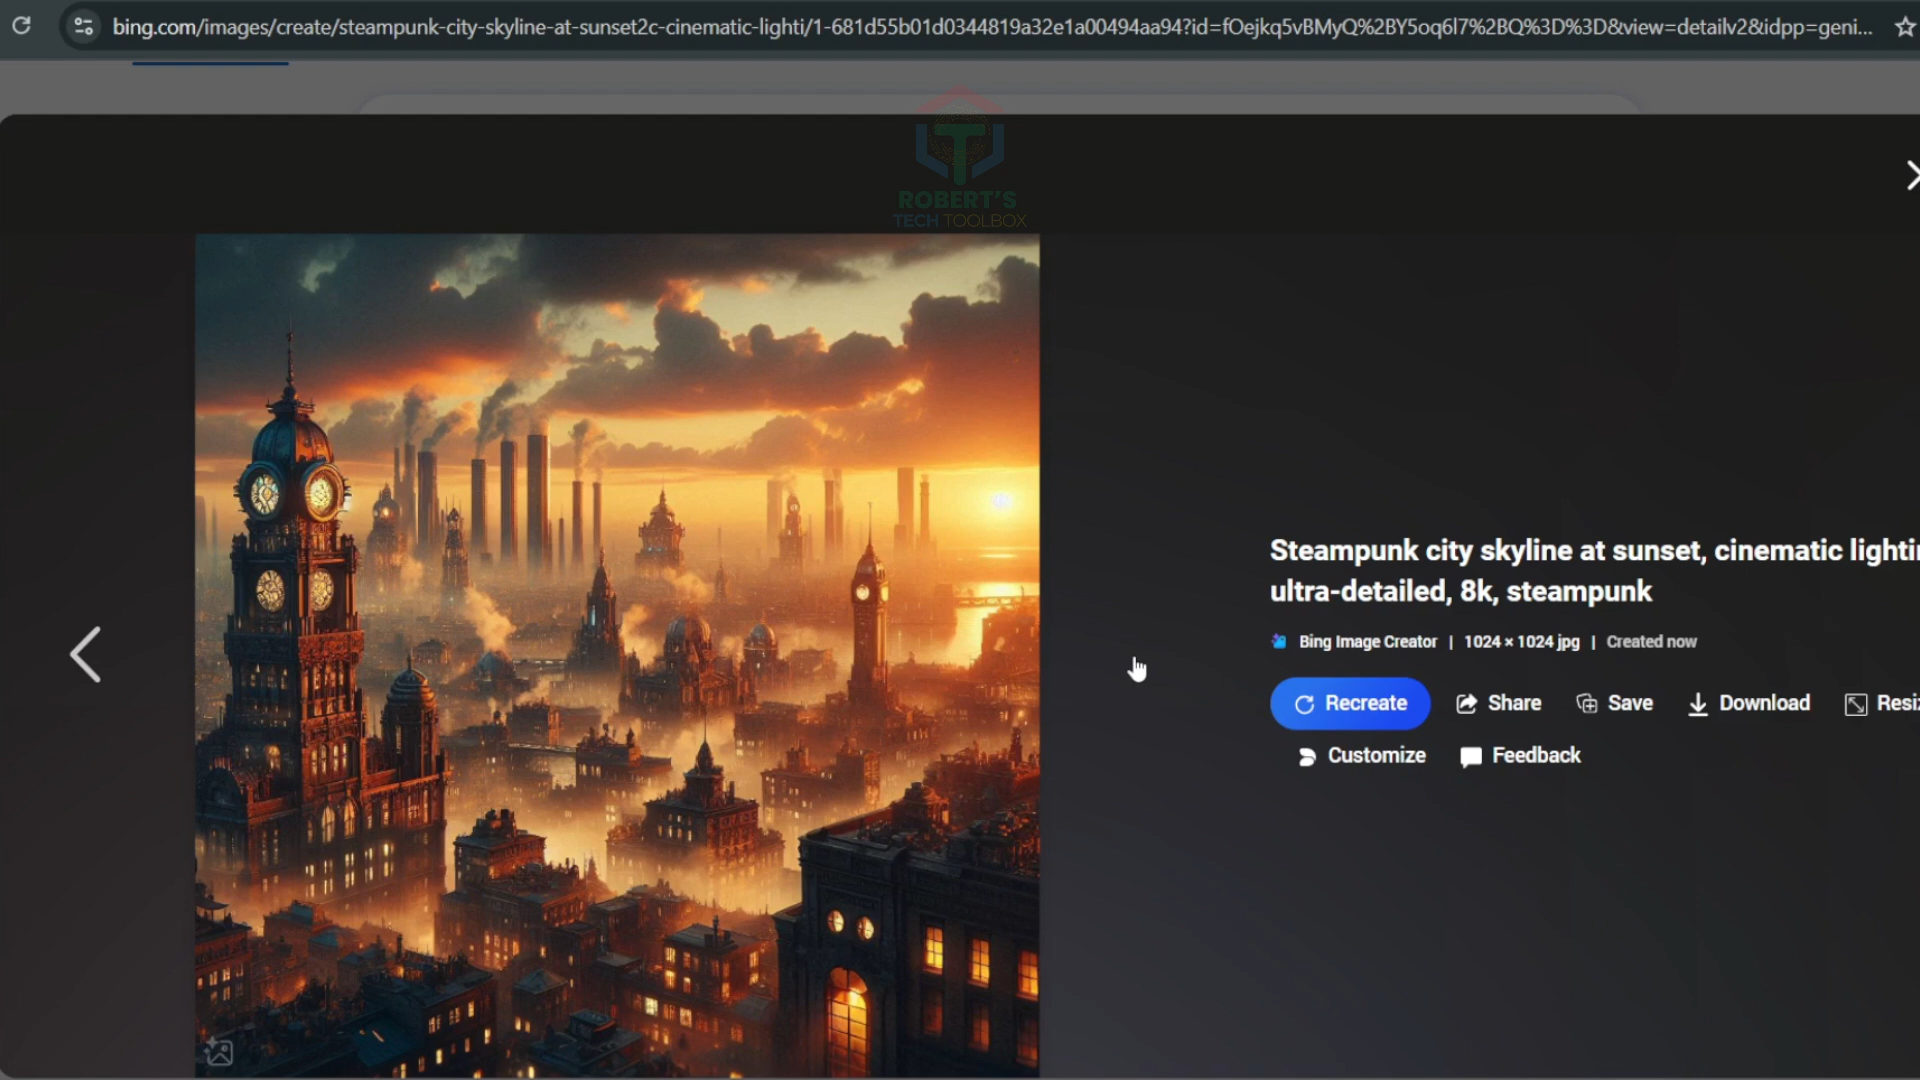 bing.com/images/create/steampunk-city-skyline-at-sunset2c-cinematic-lighti/1-681d55b01d0344819a32e1a00494aa94?id=fOejkq5vBMyQ%2BY5oq6l7%2BQ%3D%3D&view=detailv2&idpp=geni...
ROBERT'S
TECH TOOLBOX
Steampunk city skyline at sunset, cinematic lightin
ultra-detailed, 8k, steampunk
Bing Image Creator | 1024 × 1024 jpg | Created now
Recreate Share Save Download Resiz
Customize Feedback